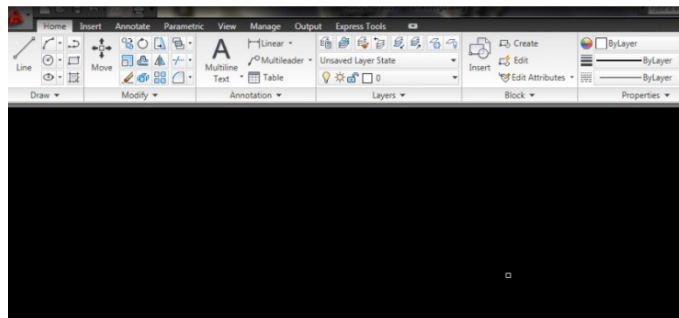 Home Insert Annotate Parametric View Manage Output Express Tools
Line
Move
Multiline
Text
Linear
Multileader
Table
Unsaved Layer State
0
Insert
Create
Edit
Edit Attributes
ByLayer
ByLayer
ByLayer
Draw Modify Annotation Layers Block Properties